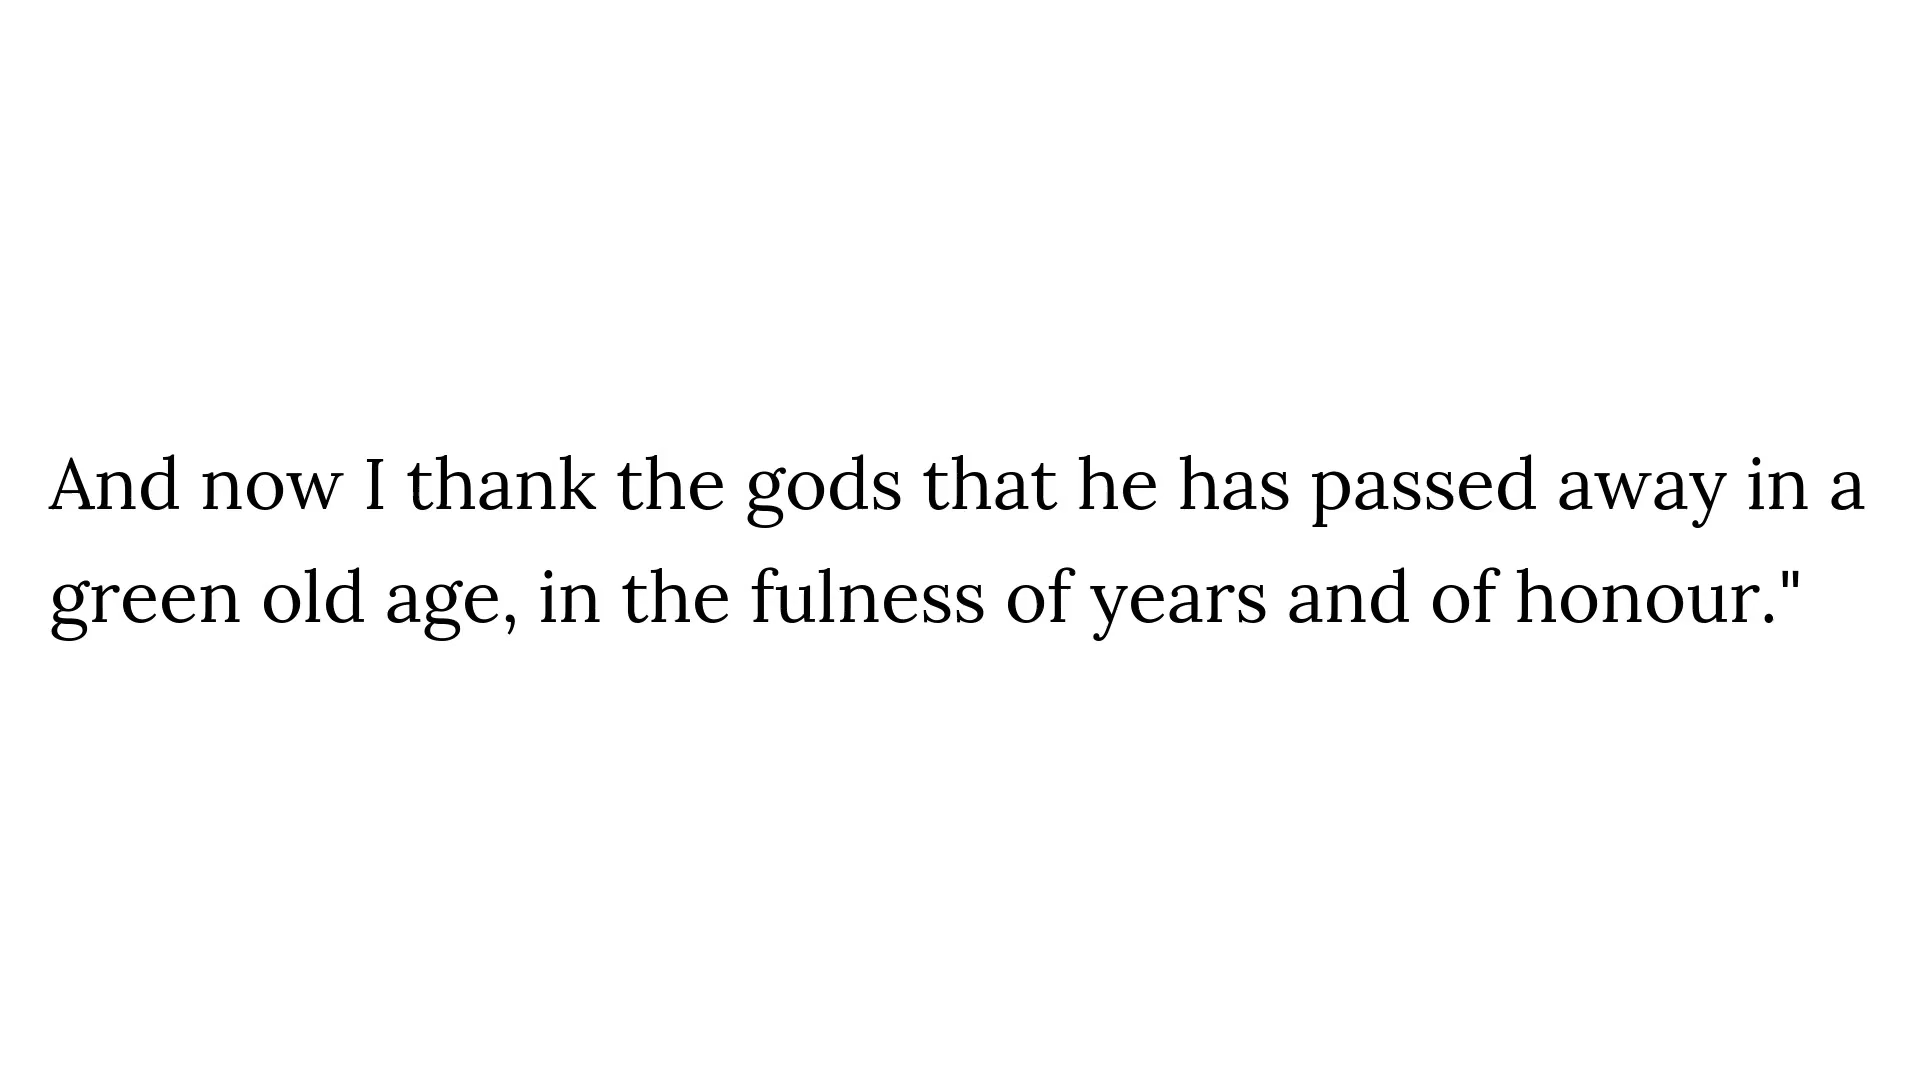 And now I thank the gods that he has passed away in a
green old age, in the fulness of years and of honour."